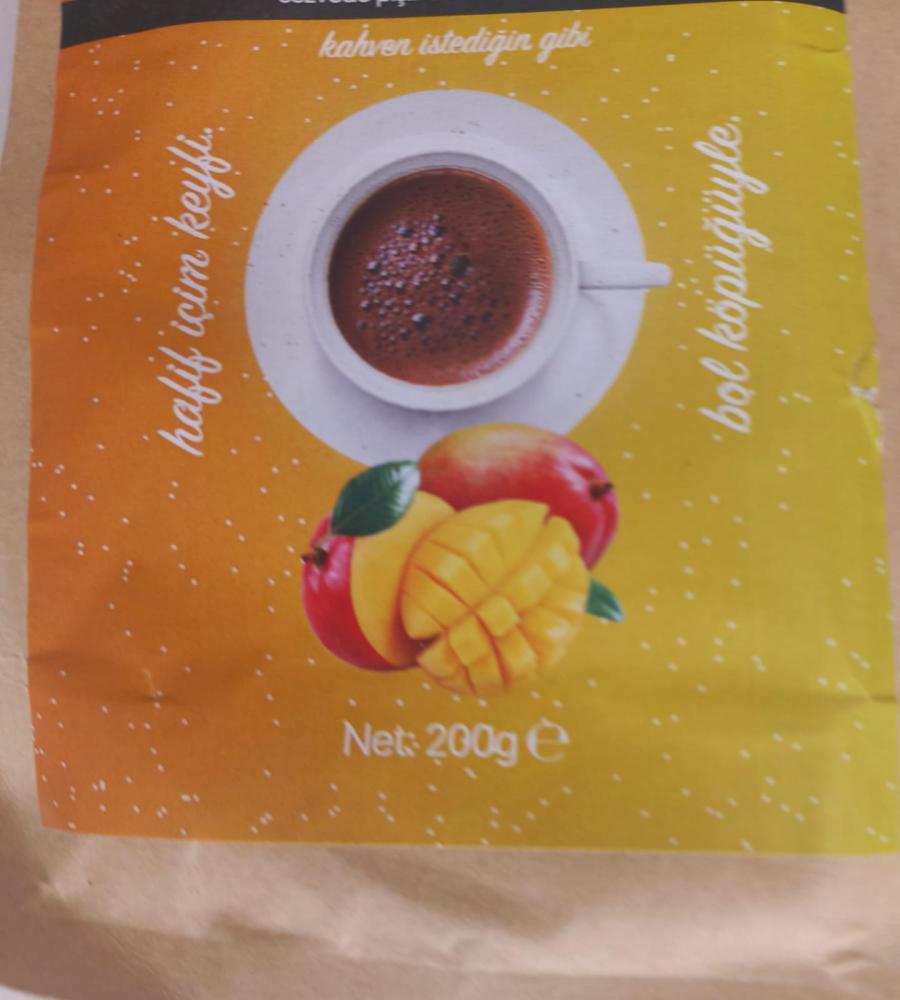 kahven istediğin gibi
hafif içim keyfi..
bol köpüğüyle.
Net: 200g ℮